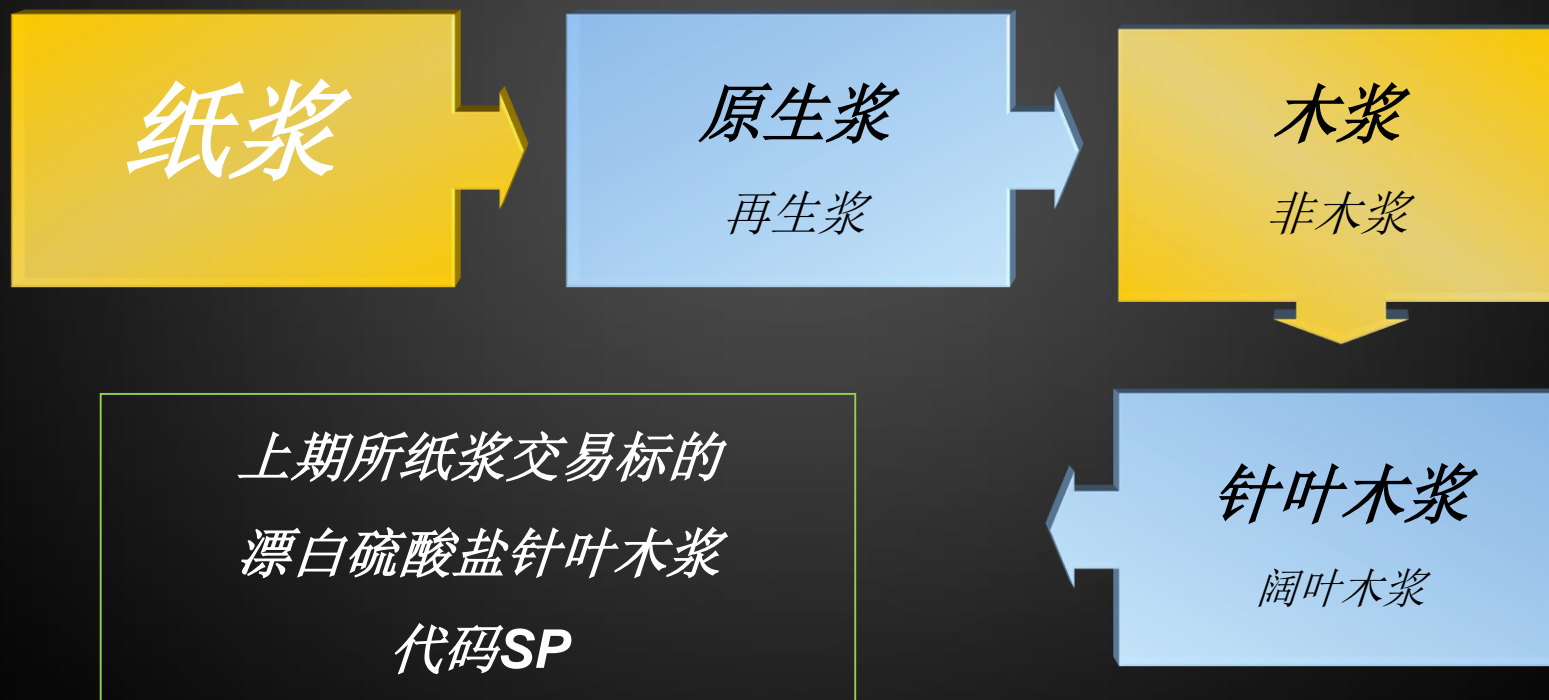 纸浆
原生浆
再生浆
木浆
非木浆
针叶木浆
阔叶木浆
上期所纸浆交易标的
漂白硫酸盐针叶木浆
代码SP